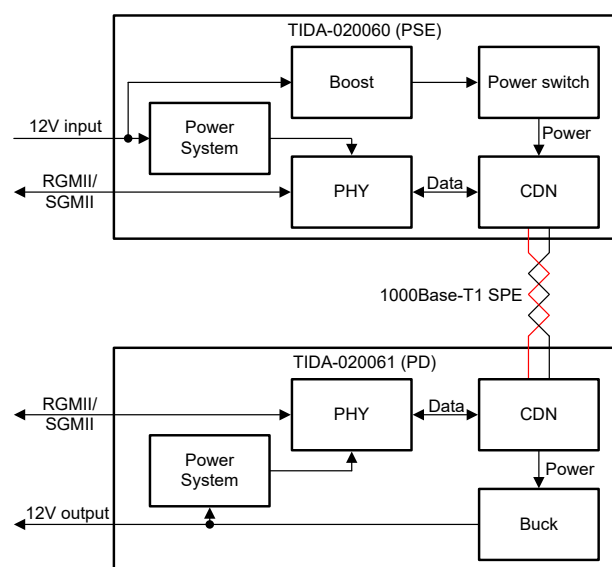 TIDA-020060 (PSE)
Boost
Power switch
12V input
Power
System
Power
RGMII/
SGMII
PHY
Data
CDN
1000Base-T1 SPE
TIDA-020061 (PD)
RGMII/
SGMII
PHY
Data
CDN
Power
System
Power
12V output
Buck